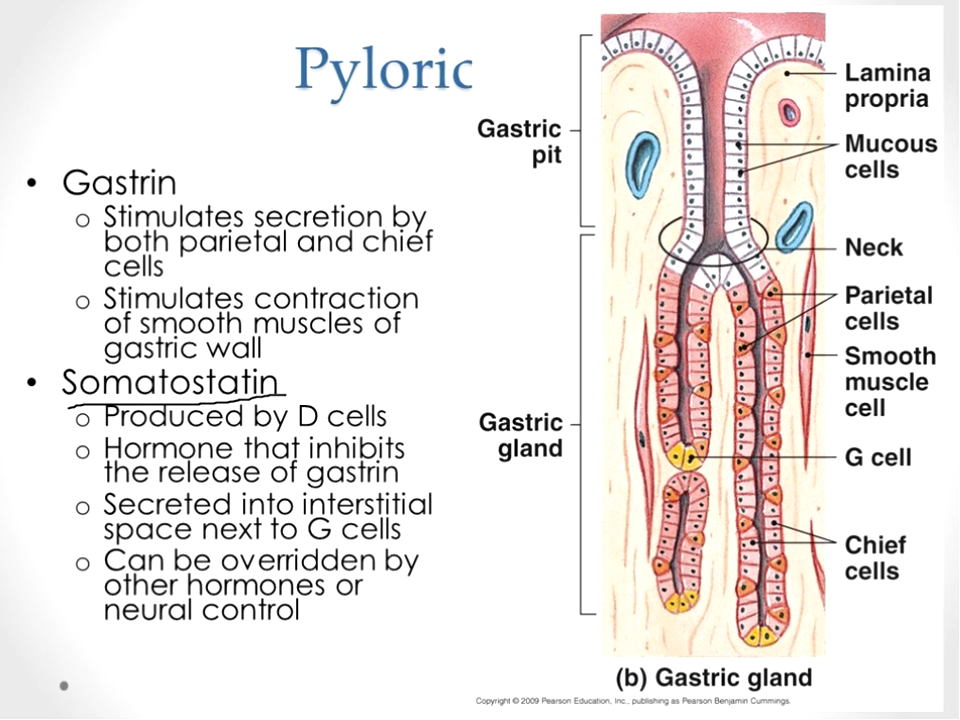 Pyloric
• Gastrin
o Stimulates secretion by
both parietal and chief
cells
o Stimulates contraction
of smooth muscles of
gastric wall
• Somatostatin
o Produced by D cells
o Hormone that inhibits
the release of gastrin
o Secreted into interstitial
space next to G cells
o Can be overridden by
other hormones or
neural control
Gastric
pit
Gastric
gland
Lamina
propria
Mucous
cells
Neck
Parietal
cells
Smooth
muscle
cell
G cell
Chief
cells
(b) Gastric gland
Copyright © 2009 Pearson Education, Inc., publishing as Pearson Benjamin Cummings.